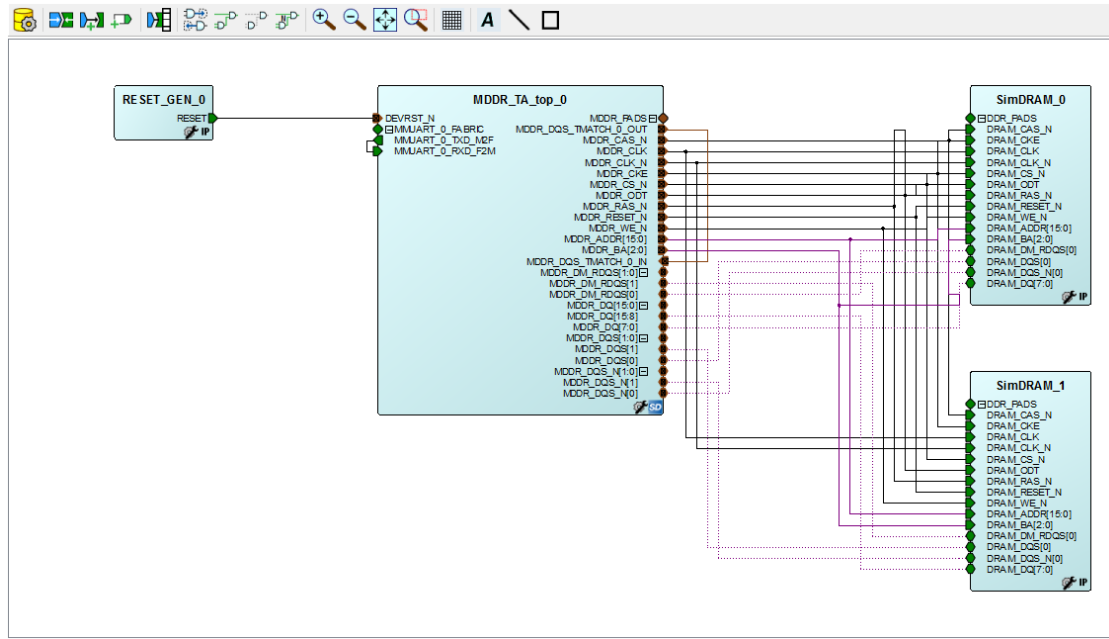 A
RESET_GEN_0
RESET
IP
MDDR_TA_top_0
DEVRST_N
MMUART_0_FABRIC
MMUART_0_TXD_M2F
MMUART_0_RXD_F2M
MDDR_PADS
MDDR_DQS_TMATCH_0_OUT
MDDR_CAS_N
MDDR_CLK
MDDR_CLK_N
MDDR_CKE
MDDR_CS_N
MDDR_ODT
MDDR_RAS_N
MDDR_RESET_N
MDDR_WE_N
MDDR_ADDR[15:0]
MDDR_BA[2:0]
MDDR_DQS_TMATCH_0_IN
MDDR_DM_RDQS[1:0]
MDDR_DM_RDQS[1]
MDDR_DM_RDQS[0]
MDDR_DQ[15:0]
MDDR_DQ[15:8]
MDDR_DQ[7:0]
MDDR_DQS[1:0]
MDDR_DQS[1]
MDDR_DQS[0]
MDDR_DQS_N[1:0]
MDDR_DQS_N[1]
MDDR_DQS_N[0]
SD
SimDRAM_0
DDR_PADS
DRAM_CAS_N
DRAM_CKE
DRAM_CLK
DRAM_CLK_N
DRAM_CS_N
DRAM_ODT
DRAM_RAS_N
DRAM_RESET_N
DRAM_WE_N
DRAM_ADDR[15:0]
DRAM_BA[2:0]
DRAM_DM_RDQS[0]
DRAM_DQS[0]
DRAM_DQS_N[0]
DRAM_DQ[7:0]
IP
SimDRAM_1
DDR_PADS
DRAM_CAS_N
DRAM_CKE
DRAM_CLK
DRAM_CLK_N
DRAM_CS_N
DRAM_ODT
DRAM_RAS_N
DRAM_RESET_N
DRAM_WE_N
DRAM_ADDR[15:0]
DRAM_BA[2:0]
DRAM_DM_RDQS[0]
DRAM_DQS[0]
DRAM_DQS_N[0]
DRAM_DQ[7:0]
IP